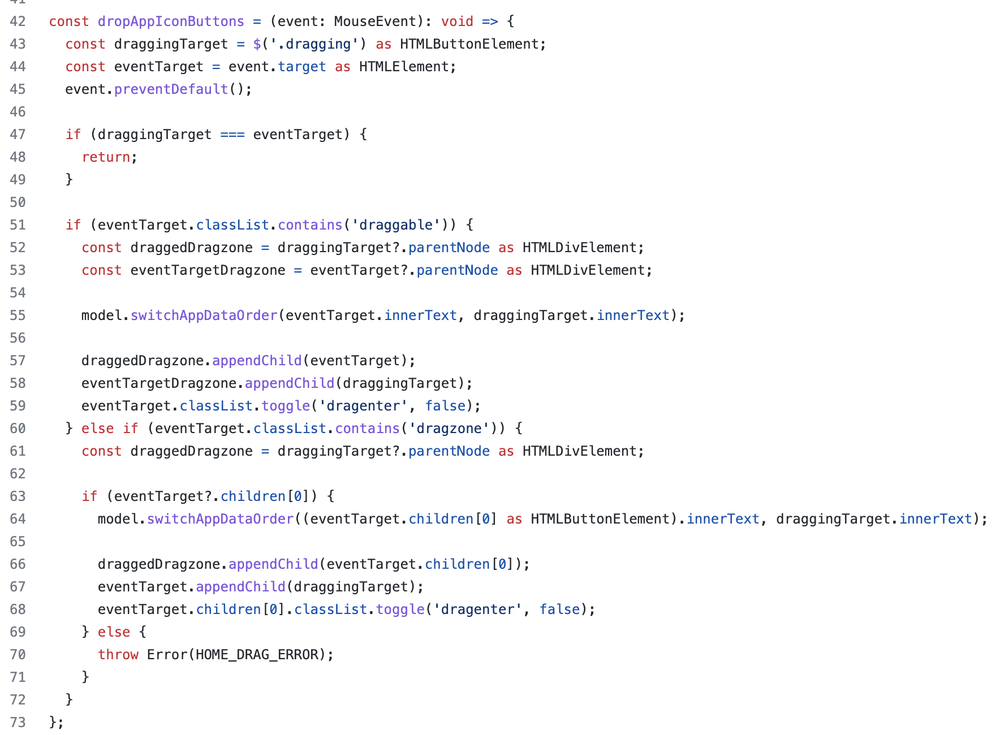 41
42 const dropAppIconButtons = (event: MouseEvent): void => {
43   const draggingTarget = $('.dragging') as HTMLButtonElement;
44   const eventTarget = event.target as HTMLElement;
45   event.preventDefault();
46
47   if (draggingTarget === eventTarget) {
48     return;
49   }
50
51   if (eventTarget.classList.contains('draggable')) {
52     const draggedDragzone = draggingTarget?.parentNode as HTMLDivElement;
53     const eventTargetDragzone = eventTarget?.parentNode as HTMLDivElement;
54
55     model.switchAppDataOrder(eventTarget.innerText, draggingTarget.innerText);
56
57     draggedDragzone.appendChild(eventTarget);
58     eventTargetDragzone.appendChild(draggingTarget);
59     eventTarget.classList.toggle('dragenter', false);
60   } else if (eventTarget.classList.contains('dragzone')) {
61     const draggedDragzone = draggingTarget?.parentNode as HTMLDivElement;
62
63     if (eventTarget?.children[0]) {
64       model.switchAppDataOrder((eventTarget.children[0] as HTMLButtonElement).innerText, draggingTarget.innerText);
65
66       draggedDragzone.appendChild(eventTarget.children[0]);
67       eventTarget.appendChild(draggingTarget);
68       eventTarget.children[0].classList.toggle('dragenter', false);
69     } else {
70       throw Error(HOME_DRAG_ERROR);
71     }
72   }
73 };